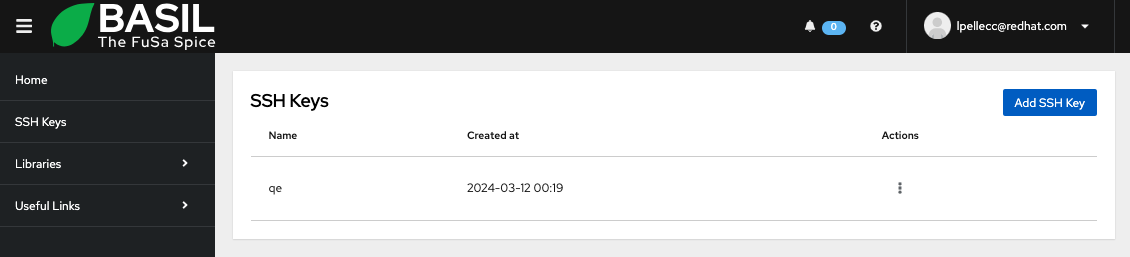 BASIL
The FuSa Spice
0
lpellecc@redhat.com
Home
SSH Keys
Libraries
Useful Links
SSH Keys
Add SSH Key
Name Created at Actions
qe 2024-03-12 00:19